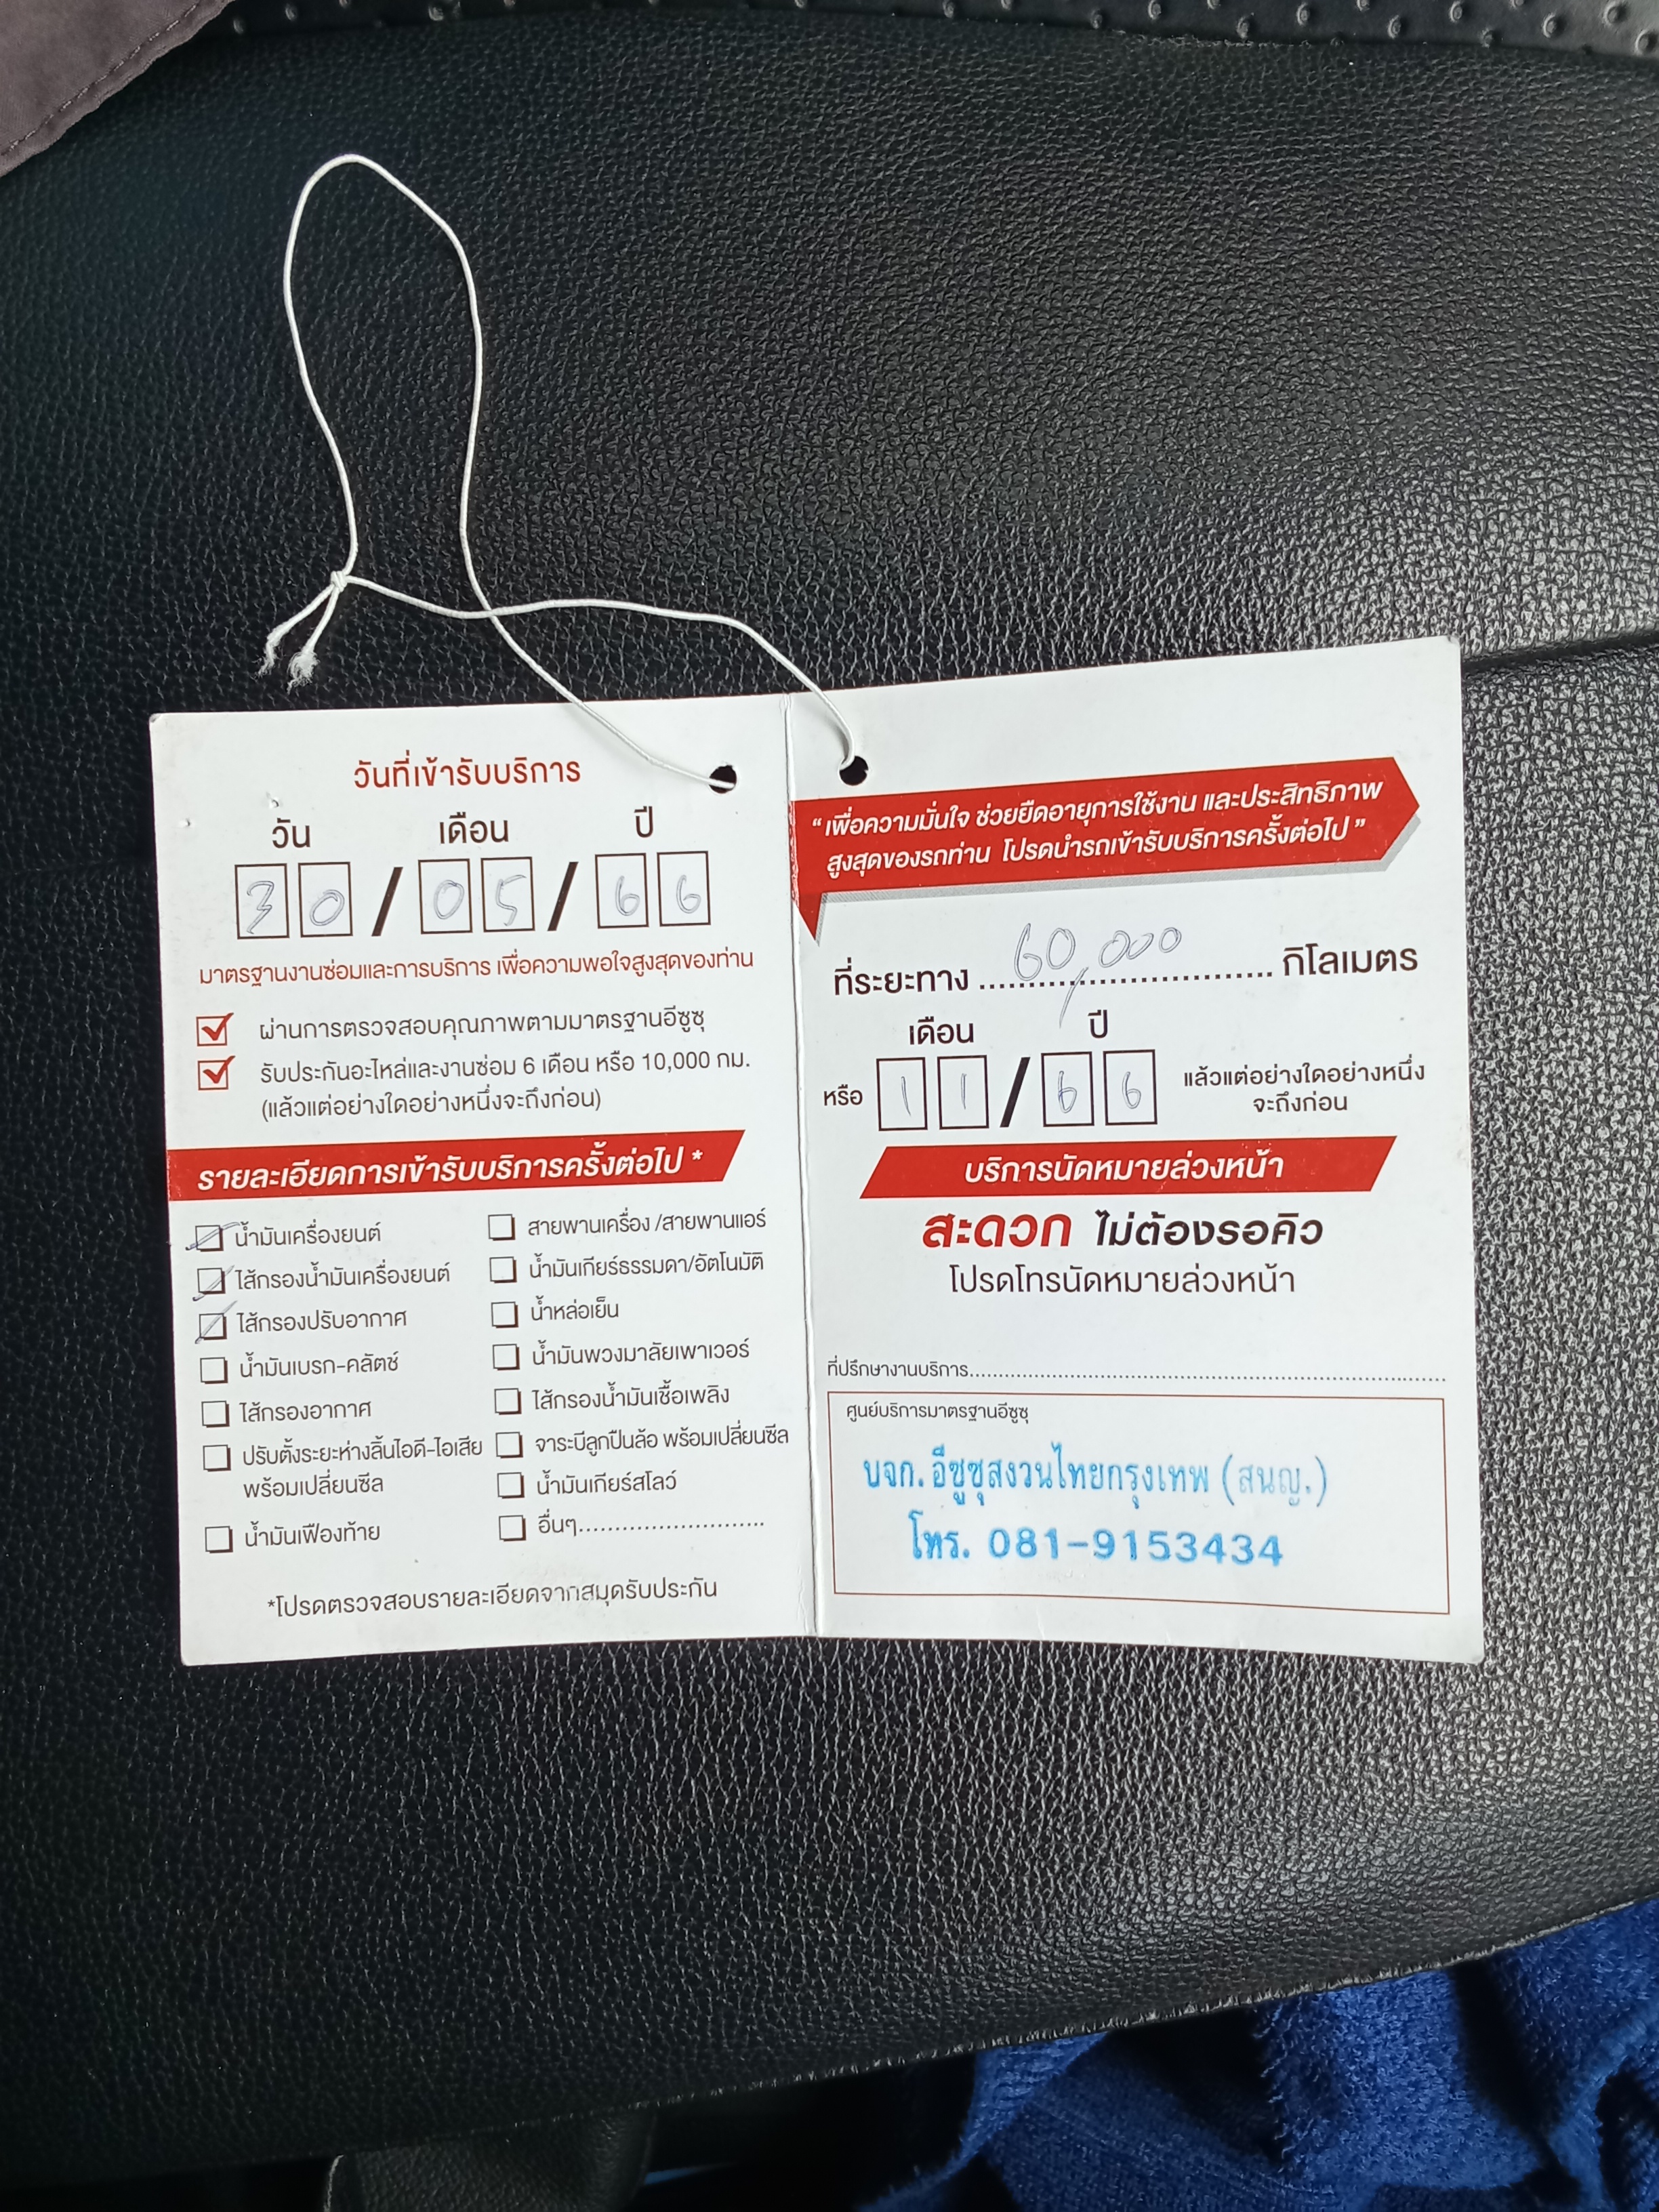 วันที่เข้ารับบริการ
วัน เดือน ปี
30/05/66
มาตรฐานงานซ่อมและการบริการ เพื่อความพอใจสูงสุดของท่าน
ผ่านการตรวจสอบคุณภาพตามมาตรฐานอีซูซุ
รับประกันอะไหล่และงานซ่อม 6 เดือน หรือ 10,000 กม.
(แล้วแต่อย่างใดอย่างหนึ่งจะถึงก่อน)
รายละเอียดการเข้ารับบริการครั้งต่อไป *
น้ำมันเครื่องยนต์
ไส้กรองน้ำมันเครื่องยนต์
ไส้กรองปรับอากาศ
น้ำมันเบรก-คลัตช์
ไส้กรองอากาศ
ปรับตั้งระยะห่างลิ้นไอดี-ไอเสีย
พร้อมเปลี่ยนซีล
น้ำมันเฟืองท้าย
สายพานเครื่อง /สายพานแอร์
น้ำมันเกียร์ธรรมดา/อัตโนมัติ
น้ำหล่อเย็น
น้ำมันพวงมาลัยเพาเวอร์
ไส้กรองน้ำมันเชื้อเพลิง
จาระบีลูกปืนล้อ พร้อมเปลี่ยนซีล
น้ำมันเกียร์สโลว์
อื่นๆ..........................
*โปรดตรวจสอบรายละเอียดจากสมุดรับประกัน
“ เพื่อความมั่นใจ ช่วยยืดอายุการใช้งาน และประสิทธิภาพ
สูงสุดของรถท่าน โปรดนำรถเข้ารับบริการครั้งต่อไป ”
ที่ระยะทาง 60,000 กิโลเมตร
เดือน ปี
หรือ 11/66 แล้วแต่อย่างใดอย่างหนึ่ง
จะถึงก่อน
บริการนัดหมายล่วงหน้า
สะดวก ไม่ต้องรอคิว
โปรดโทรนัดหมายล่วงหน้า
ที่ปรึกษางานบริการ..........................
ศูนย์บริการมาตรฐานอีซูซุ
บจก. อีซูซุสงวนไทยกรุงเทพ (สนญ.)
โทร. 081-9153434